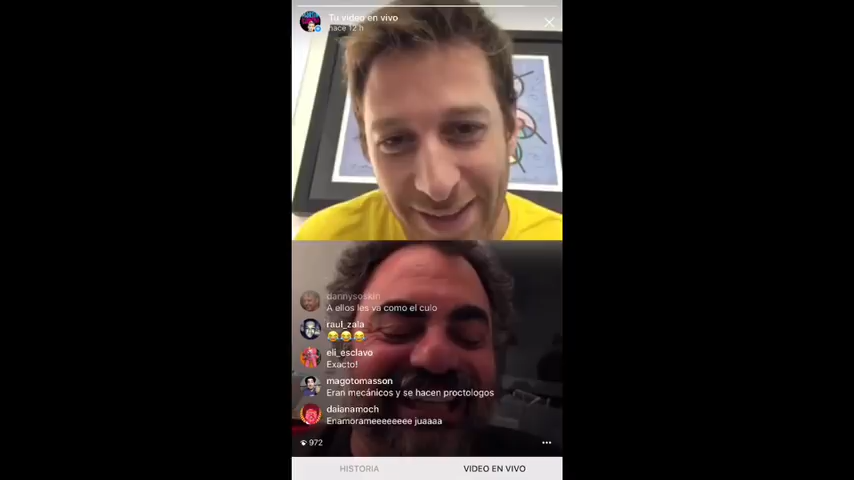 Tu video en vivo
hace 12 h
dannysoskin
A ellos les va como el culo
raul_zala
😂😂😂
eli_esclavo
Exacto!
magotomasson
Eran mecánicos y se hacen proctologos
daianamoch
Enamorameeeeeeee juaaaa
972
HISTORIA
VIDEO EN VIVO